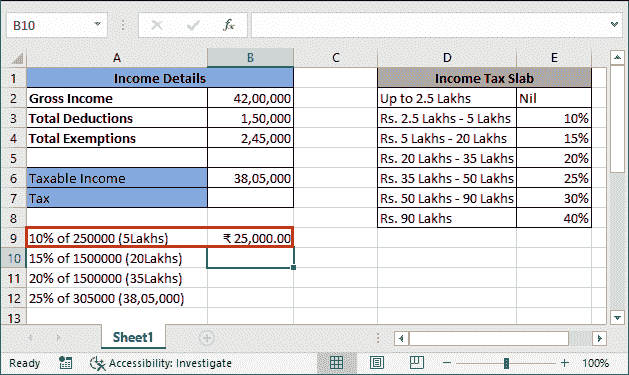 B10 fx
A B C D E
1 Income Details Income Tax Slab
2 Gross Income 42,00,000 Up to 2.5 Lakhs Nil
3 Total Deductions 1,50,000 Rs. 2.5 Lakhs - 5 Lakhs 10%
4 Total Exemptions 2,45,000 Rs. 5 Lakhs - 20 Lakhs 15%
5 Rs. 20 Lakhs - 35 Lakhs 20%
6 Taxable Income 38,05,000 Rs. 35 Lakhs - 50 Lakhs 25%
7 Tax Rs. 50 Lakhs - 90 Lakhs 30%
8 Rs. 90 Lakhs 40%
9 10% of 250000 (5Lakhs) ₹ 25,000.00
10 15% of 1500000 (20Lakhs)
11 20% of 1500000 (35Lakhs)
12 25% of 305000 (38,05,000)
13
Sheet1
Ready Accessibility: Investigate 100%